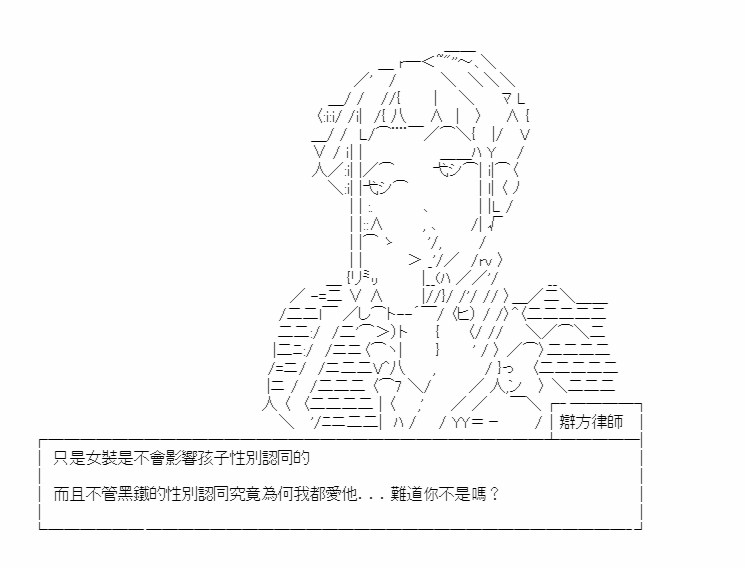 辯方律師
只是女裝是不會影響孩子性別認同的
而且不管黑鐵的性別認同究竟為何我都愛他...難道你不是嗎？